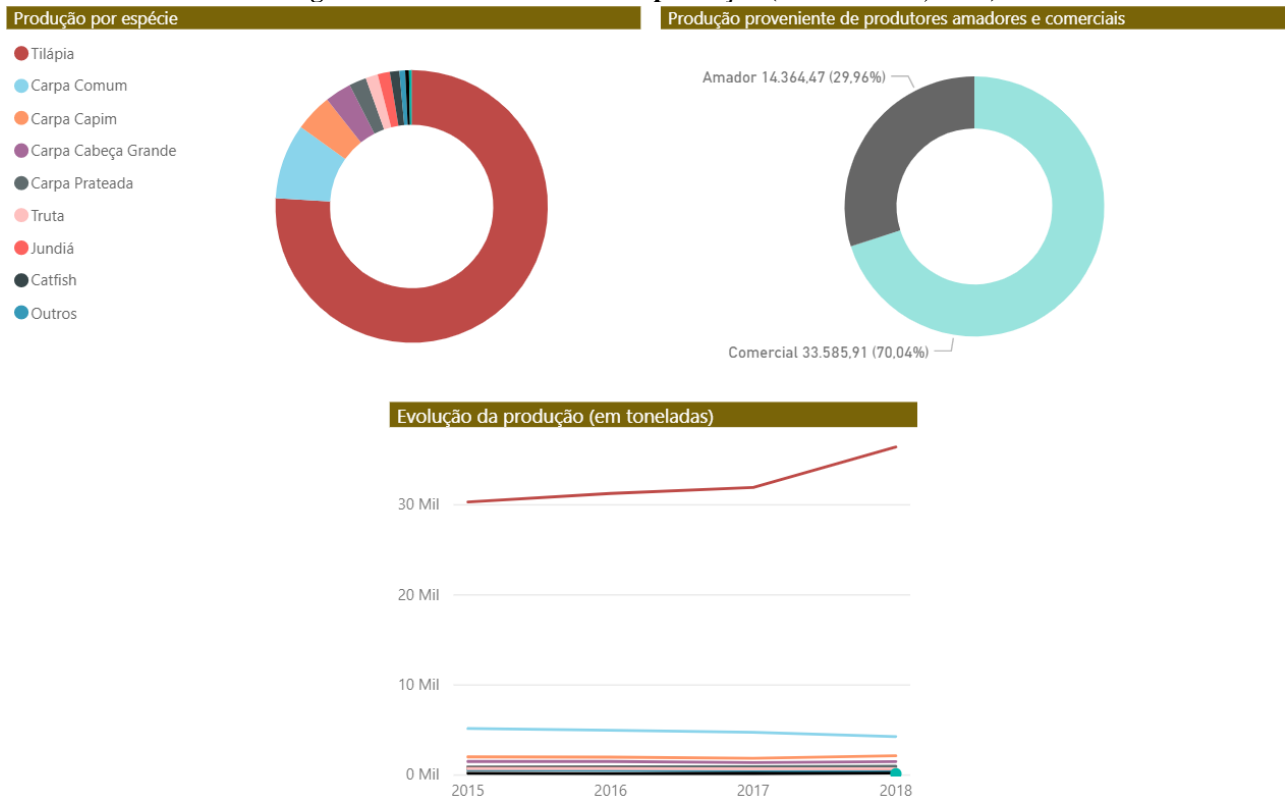 Produção por espécie
Tilápia
Carpa Comum
Carpa Capim
Carpa Cabeça Grande
Carpa Prateada
Truta
Jundiá
Catfish
Outros
Produção proveniente de produtores amadores e comerciais
Amador 14.364,47 (29,96%)
Comercial 33.585,91 (70,04%)
Evolução da produção (em toneladas)
30 Mil
20 Mil
10 Mil
0 Mil
2015 2016 2017 2018